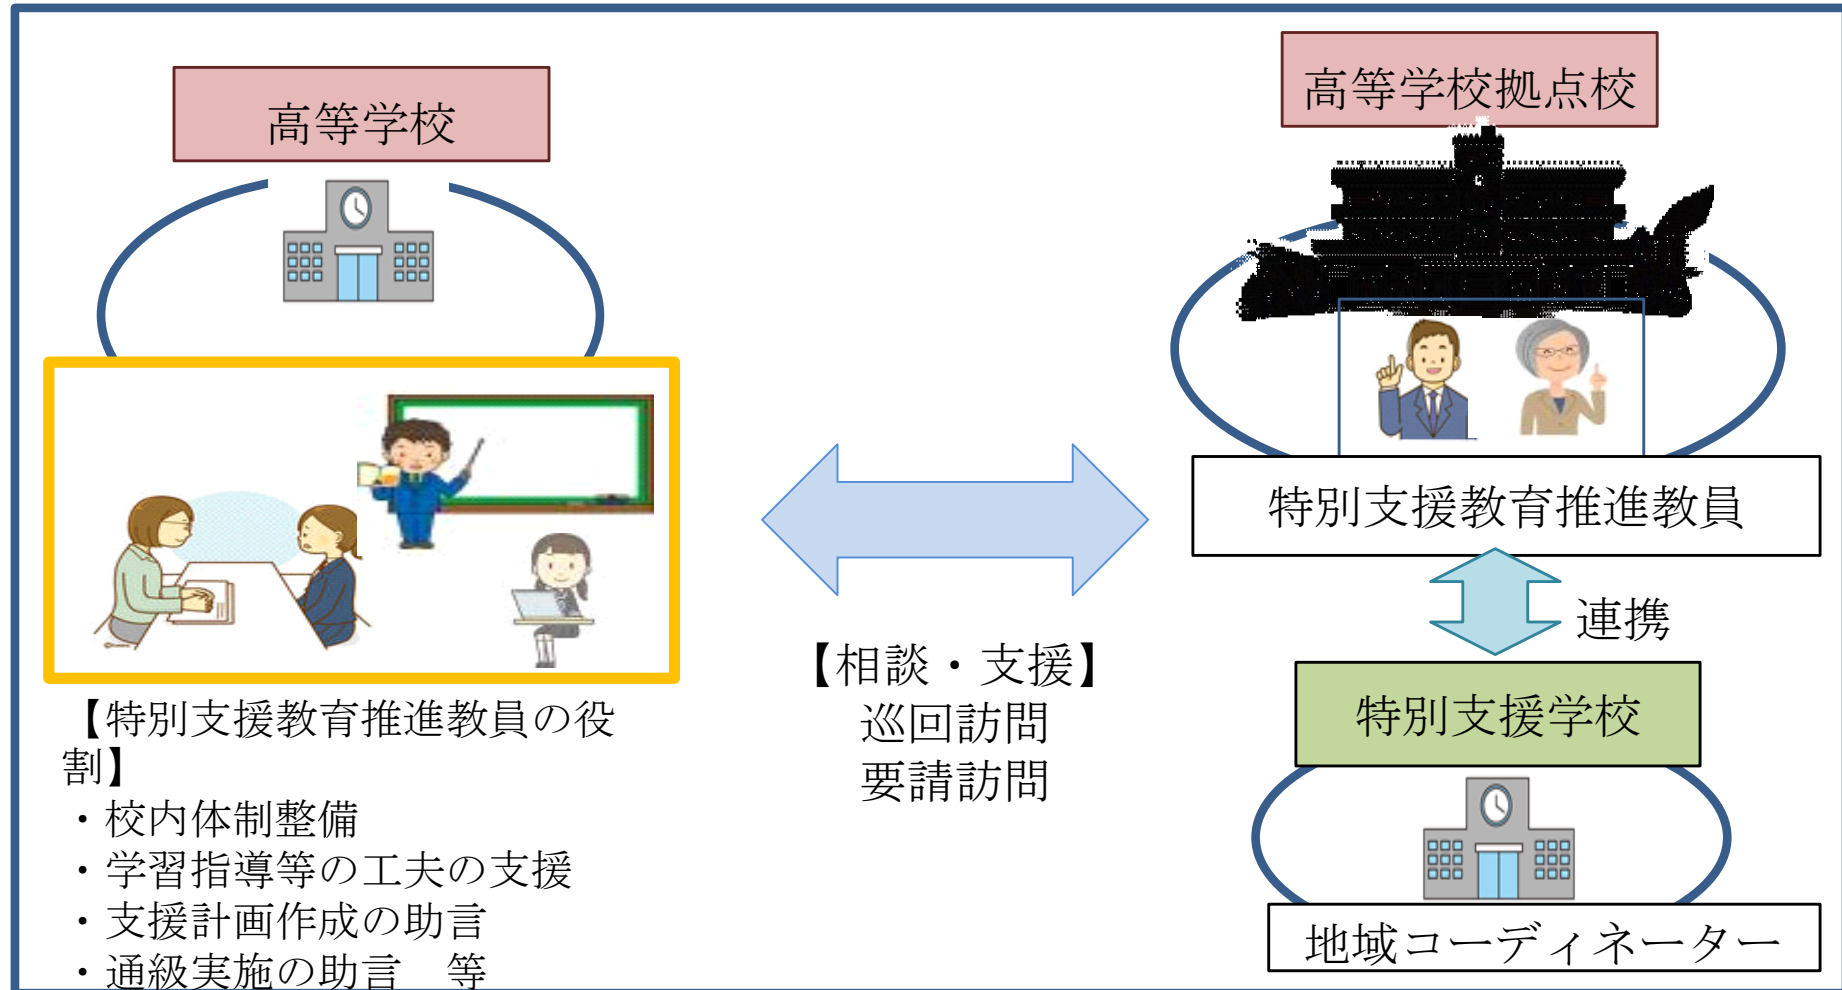 高等学校
【特別支援教育推進教員の役
割】
・校内体制整備
・学習指導等の工夫の支援
・支援計画作成の助言
・通級実施の助言　等
【相談・支援】
巡回訪問
要請訪問
高等学校拠点校
特別支援教育推進教員
連携
特別支援学校
地域コーディネーター